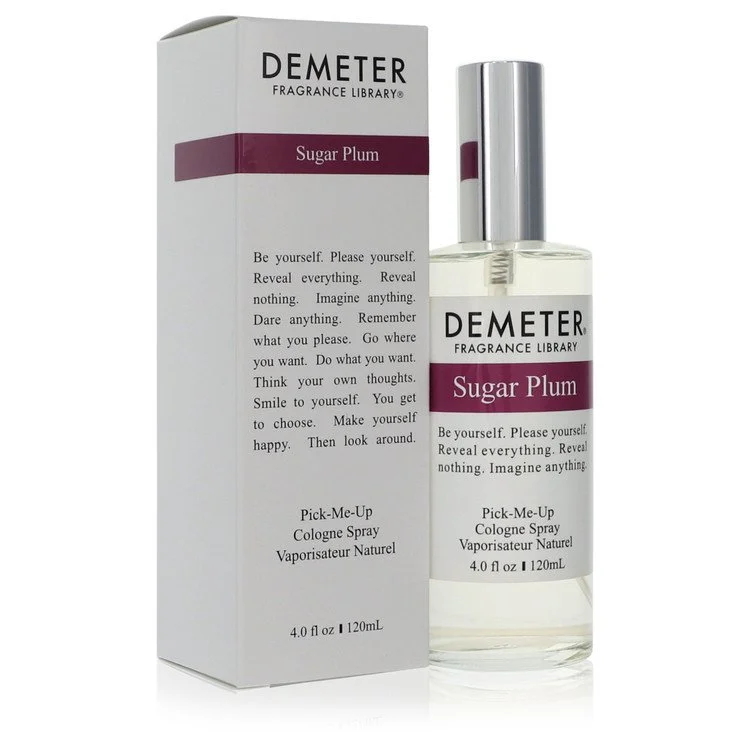 DEMETER
FRAGRANCE LIBRARY®
Sugar Plum
Be yourself. Please yourself.
Reveal everything. Reveal
nothing. Imagine anything.
Dare anything. Remember
what you please. Go where
you want. Do what you want.
Think your own thoughts.
Smile to yourself. You get
to choose. Make yourself
happy. Then look around.
Pick-Me-Up
Cologne Spray
Vaporisateur Naturel
4.0 fl oz | 120mL
DEMETER®
FRAGRANCE LIBRARY
Sugar Plum
Be yourself. Please yourself.
Reveal everything. Reveal
nothing. Imagine anything.
Pick-Me-Up
Cologne Spray
Vaporisateur Naturel
4.0 fl oz | 120mL